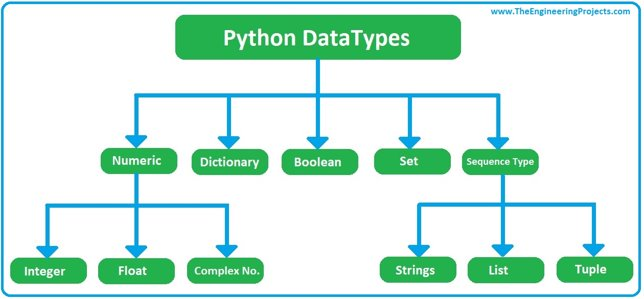 www.TheEngineeringProjects.com
Python DataTypes
Numeric
Dictionary
Boolean
Set
Sequence Type
Integer
Float
Complex No.
Strings
List
Tuple